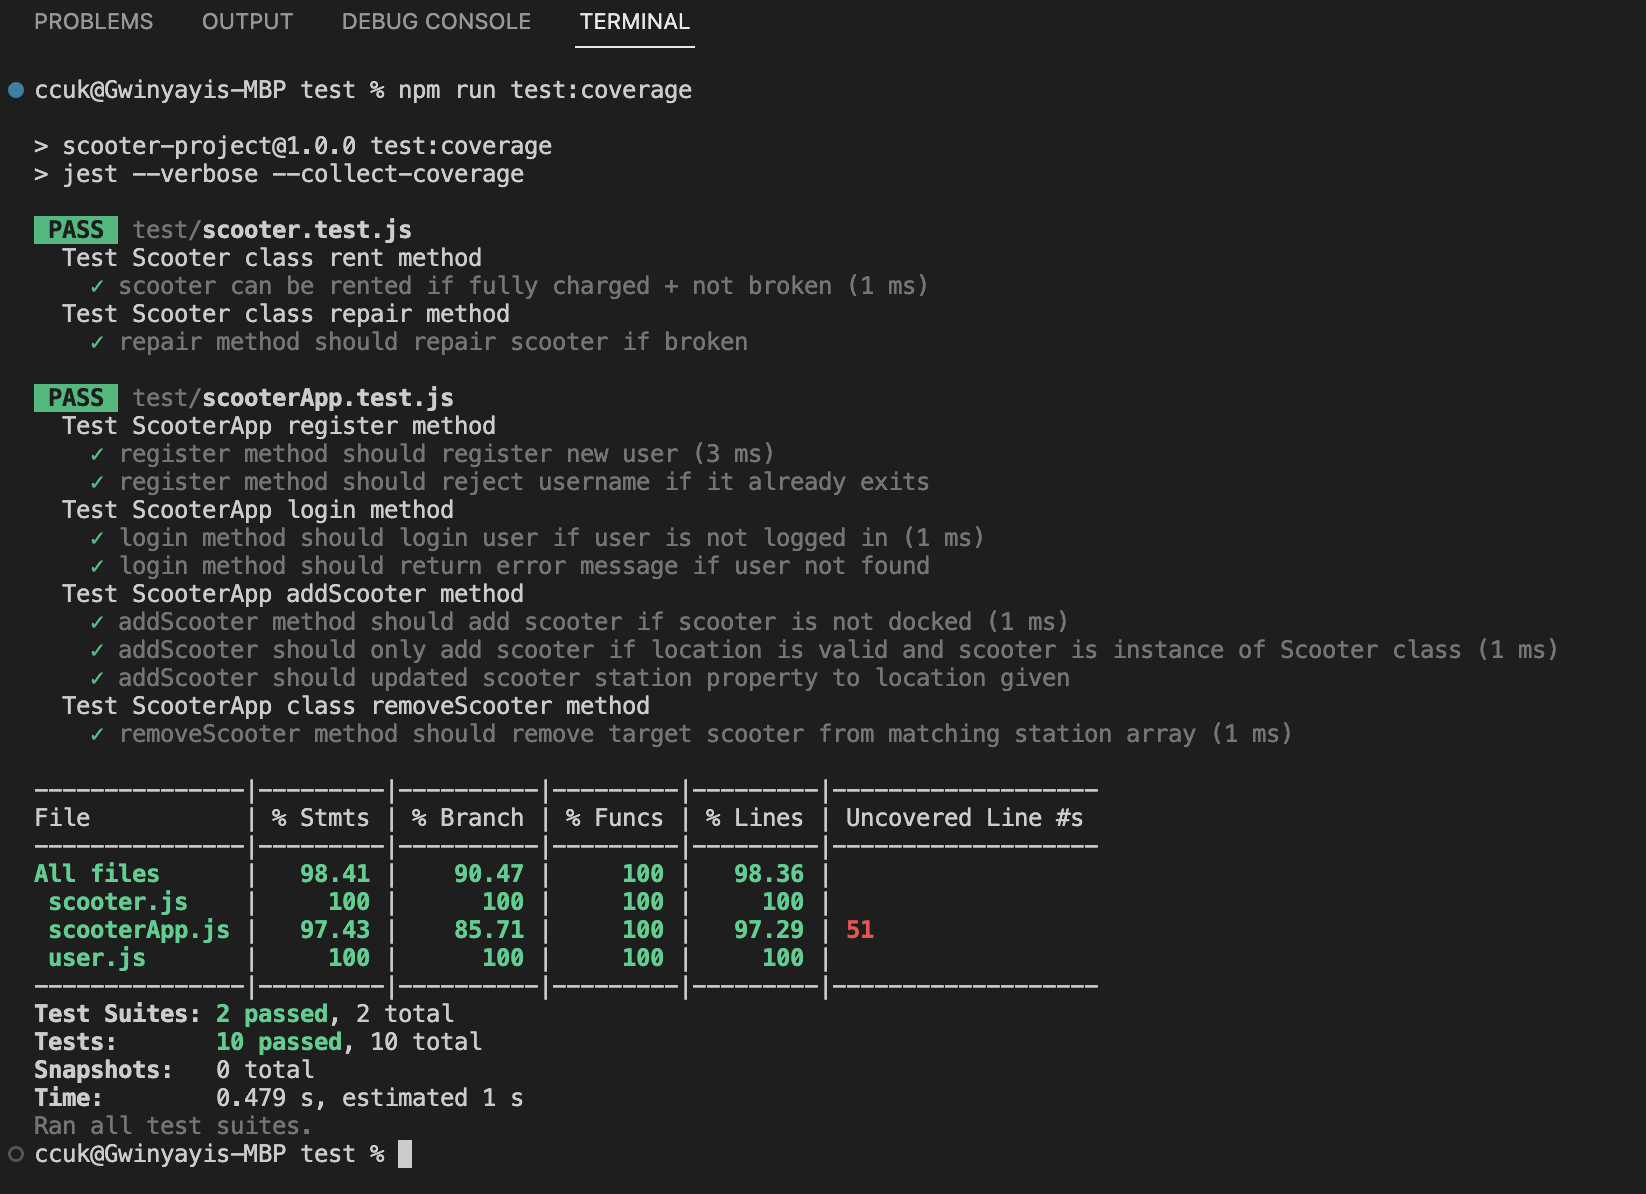 PROBLEMS OUTPUT DEBUG CONSOLE TERMINAL
ccuk@Gwinyayis-MBP test % npm run test:coverage
> scooter-project@1.0.0 test:coverage
> jest --verbose --collect-coverage
PASS test/scooter.test.js
Test Scooter class rent method
✓ scooter can be rented if fully charged + not broken (1 ms)
Test Scooter class repair method
✓ repair method should repair scooter if broken
PASS test/scooterApp.test.js
Test ScooterApp register method
✓ register method should register new user (3 ms)
✓ register method should reject username if it already exits
Test ScooterApp login method
✓ login method should login user if user is not logged in (1 ms)
✓ login method should return error message if user not found
Test ScooterApp addScooter method
✓ addScooter method should add scooter if scooter is not docked (1 ms)
✓ addScooter should only add scooter if location is valid and scooter is instance of Scooter class (1 ms)
✓ addScooter should updated scooter station property to location given
Test ScooterApp class removeScooter method
✓ removeScooter method should remove target scooter from matching station array (1 ms)
---------------|---------|----------|---------|---------|-------------------
File | % Stmts | % Branch | % Funcs | % Lines | Uncovered Line #s
---------------|---------|----------|---------|---------|-------------------
All files | 98.41 | 90.47 | 100 | 98.36 |
scooter.js | 100 | 100 | 100 | 100 |
scooterApp.js | 97.43 | 85.71 | 100 | 97.29 | 51
user.js | 100 | 100 | 100 | 100 |
---------------|---------|----------|---------|---------|-------------------
Test Suites: 2 passed, 2 total
Tests: 10 passed, 10 total
Snapshots: 0 total
Time: 0.479 s, estimated 1 s
Ran all test suites.
ccuk@Gwinyayis-MBP test %